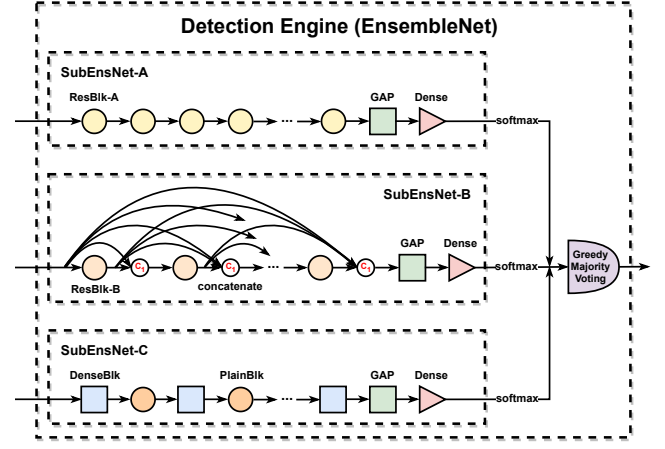 Detection Engine (EnsembleNet)
SubEnsNet-A
ResBlk-A
GAP
Dense
...
softmax
SubEnsNet-B
GAP
Dense
C1
C1
...
C1
softmax
ResBlk-B
concatenate
Greedy
Majority
Voting
SubEnsNet-C
DenseBlk
PlainBlk
GAP
Dense
...
softmax